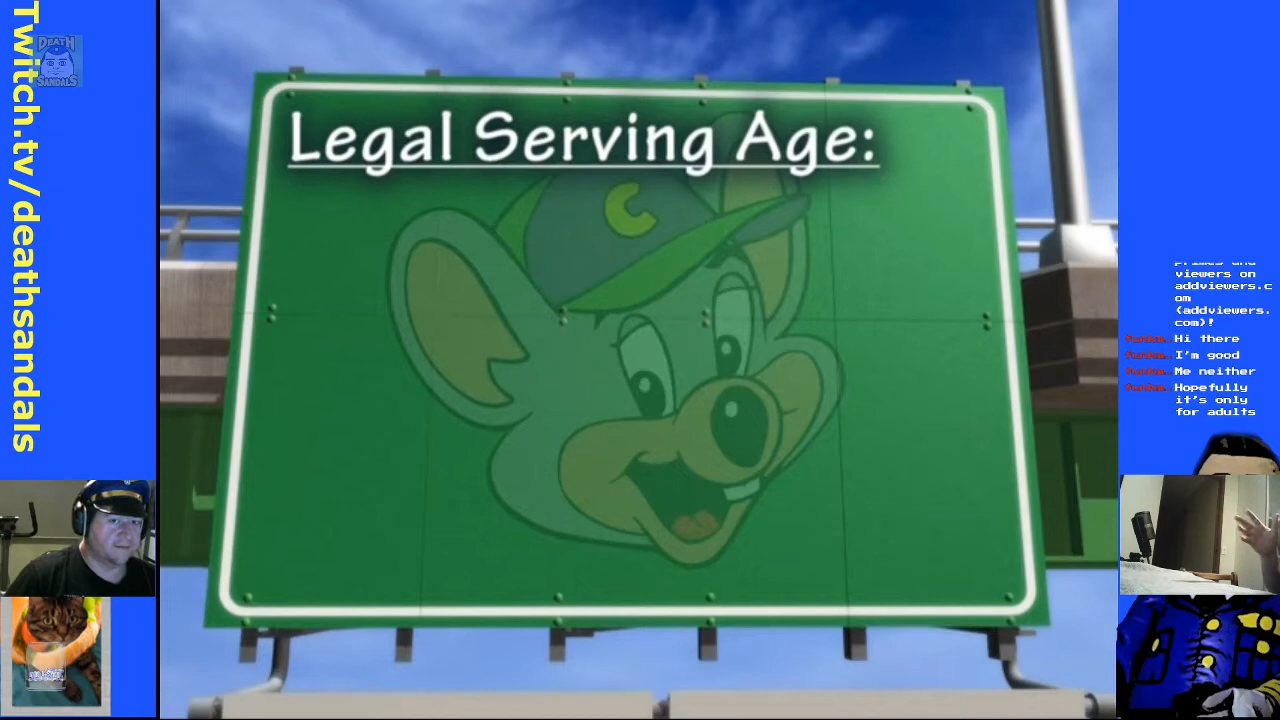 Twitch.tv/deathsandals
DEATH
SANDALS
Legal Serving Age:
C
viewers on
addviewers.c
om
(addviewers.
com)!
Hi there
I'm good
Me neither
Hopefully
it's only
for adults